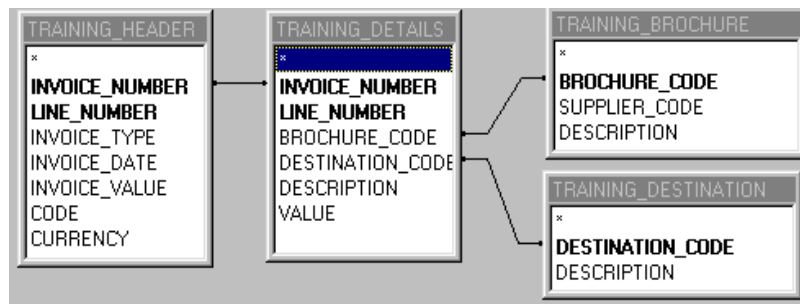 TRAINING_HEADER
*
INVOICE_NUMBER
LINE_NUMBER
INVOICE_TYPE
INVOICE_DATE
INVOICE_VALUE
CODE
CURRENCY
TRAINING_DETAILS
*
INVOICE_NUMBER
LINE_NUMBER
BROCHURE_CODE
DESTINATION_CODE
DESCRIPTION
VALUE
TRAINING_BROCHURE
*
BROCHURE_CODE
SUPPLIER_CODE
DESCRIPTION
TRAINING_DESTINATION
*
DESTINATION_CODE
DESCRIPTION